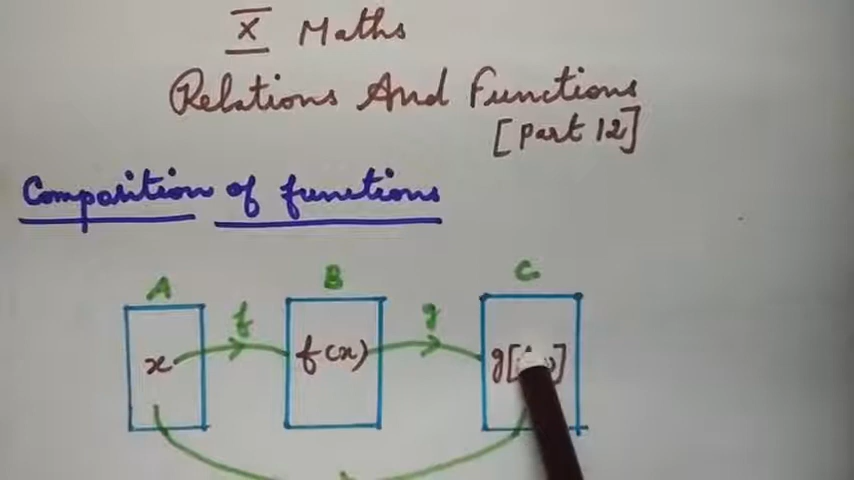 X Maths
Relations And Functions
[Part 12]
Composition of functions
A B C
f g
x f(x)